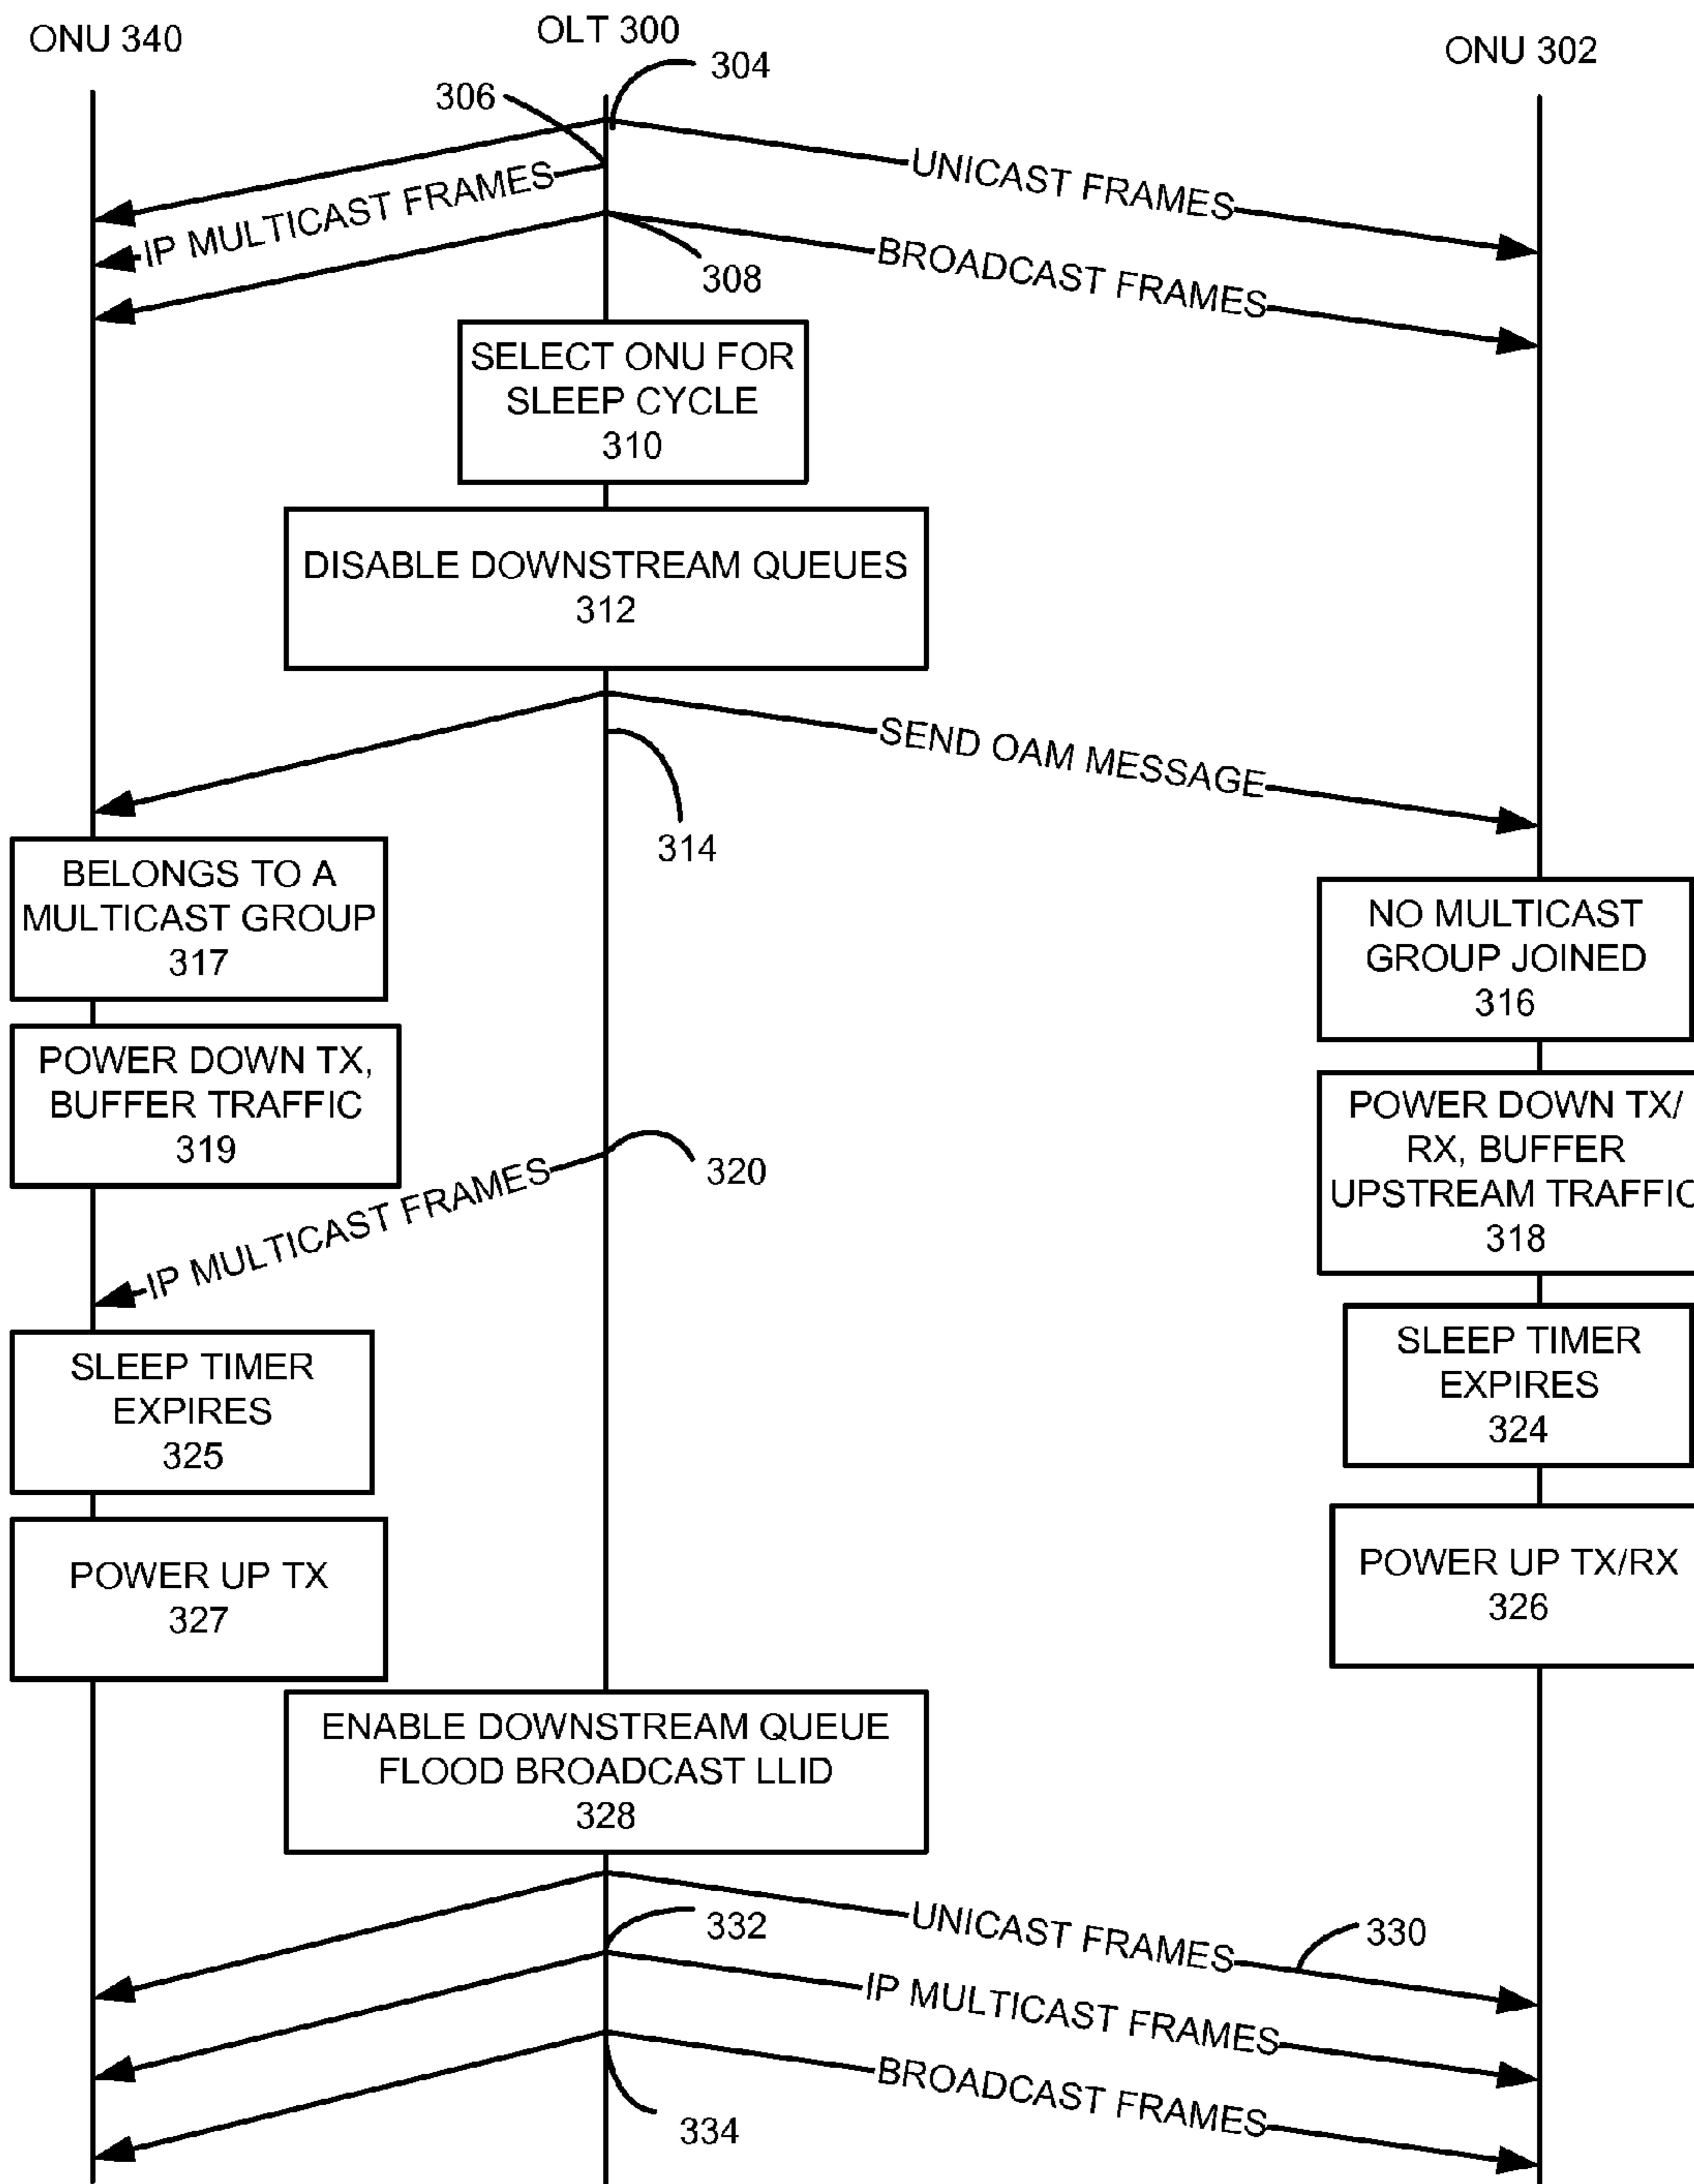 ONU 340
OLT 300
ONU 302
304
306
UNICAST FRAMES
IP MULTICAST FRAMES
BROADCAST FRAMES
308
SELECT ONU FOR
SLEEP CYCLE
310
DISABLE DOWNSTREAM QUEUES
312
SEND OAM MESSAGE
314
BELONGS TO A
MULTICAST GROUP
317
NO MULTICAST
GROUP JOINED
316
POWER DOWN TX,
BUFFER TRAFFIC
319
POWER DOWN TX/
RX, BUFFER
UPSTREAM TRAFFIC
318
320
IP MULTICAST FRAMES
SLEEP TIMER
EXPIRES
325
SLEEP TIMER
EXPIRES
324
POWER UP TX
327
POWER UP TX/RX
326
ENABLE DOWNSTREAM QUEUE
FLOOD BROADCAST LLID
328
332
UNICAST FRAMES
330
IP MULTICAST FRAMES
BROADCAST FRAMES
334